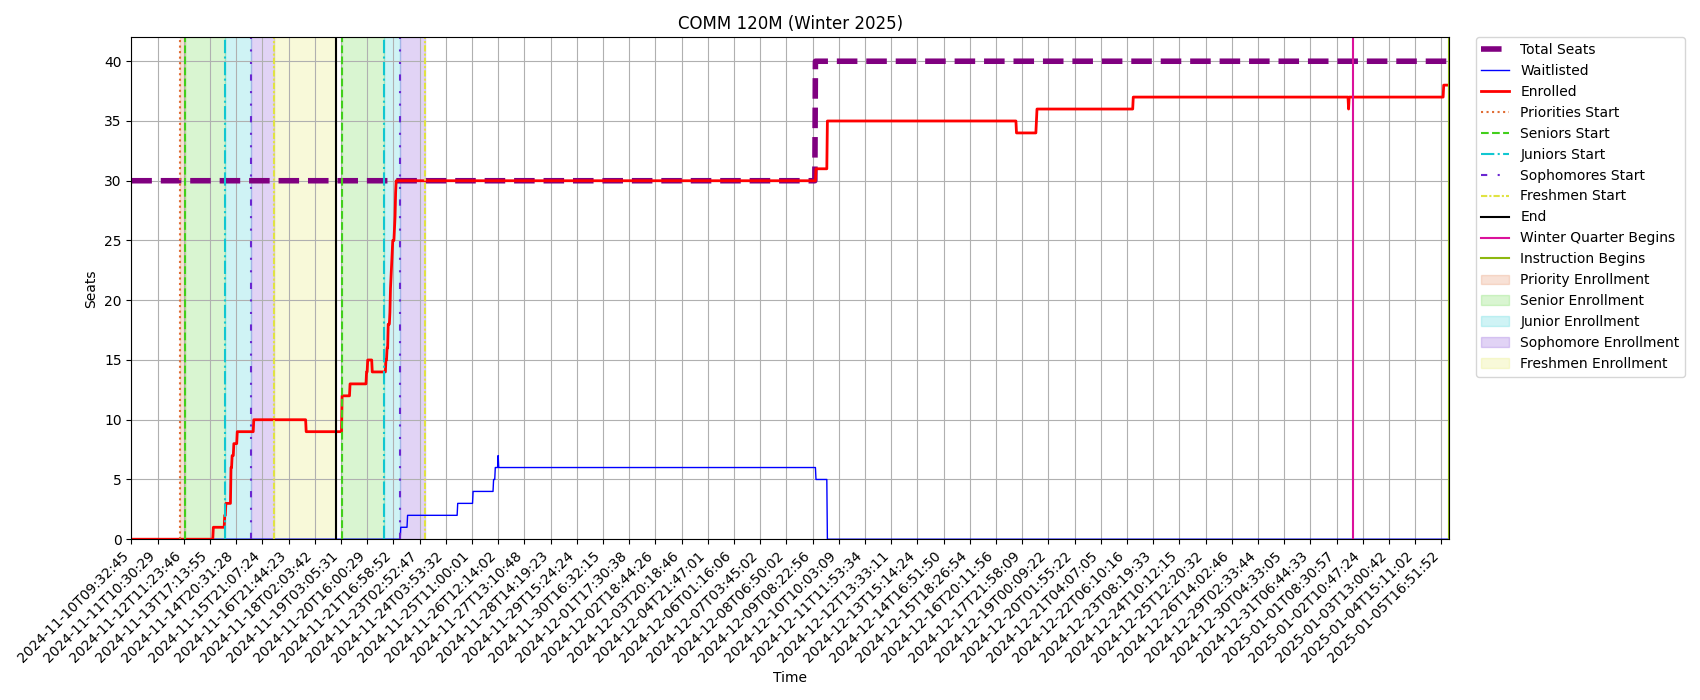 COMM 120M (Winter 2025)
Seats
40
35
30
25
20
15
10
5
0
2024-11-10T09:32:45
2024-11-11T10:30:29
2024-11-12T11:23:46
2024-11-13T17:13:55
2024-11-14T20:31:28
2024-11-15T21:07:24
2024-11-16T21:44:23
2024-11-18T02:03:42
2024-11-19T03:05:31
2024-11-20T16:00:29
2024-11-21T16:58:52
2024-11-23T02:52:47
2024-11-24T03:53:32
2024-11-25T11:00:01
2024-11-26T12:14:02
2024-11-27T13:10:48
2024-11-28T14:19:23
2024-11-29T15:24:24
2024-11-30T16:32:15
2024-12-01T17:30:38
2024-12-02T18:44:26
2024-12-03T20:18:46
2024-12-04T21:47:01
2024-12-06T01:16:06
2024-12-07T03:45:02
2024-12-08T06:50:02
2024-12-09T08:22:56
2024-12-10T10:03:09
2024-12-11T11:53:34
2024-12-12T13:33:11
2024-12-13T15:14:24
2024-12-14T16:51:50
2024-12-15T18:26:54
2024-12-16T20:11:56
2024-12-17T21:58:09
2024-12-19T00:09:22
2024-12-20T01:55:22
2024-12-21T04:07:05
2024-12-22T06:10:16
2024-12-23T08:19:33
2024-12-24T10:12:15
2024-12-25T12:20:32
2024-12-26T14:02:46
2024-12-29T02:33:44
2024-12-30T04:33:05
2024-12-31T06:44:33
2025-01-01T08:30:57
2025-01-02T10:47:24
2025-01-03T13:00:42
2025-01-04T15:11:02
2025-01-05T16:51:52
Time
Total Seats
Waitlisted
Enrolled
Priorities Start
Seniors Start
Juniors Start
Sophomores Start
Freshmen Start
End
Winter Quarter Begins
Instruction Begins
Priority Enrollment
Senior Enrollment
Junior Enrollment
Sophomore Enrollment
Freshmen Enrollment